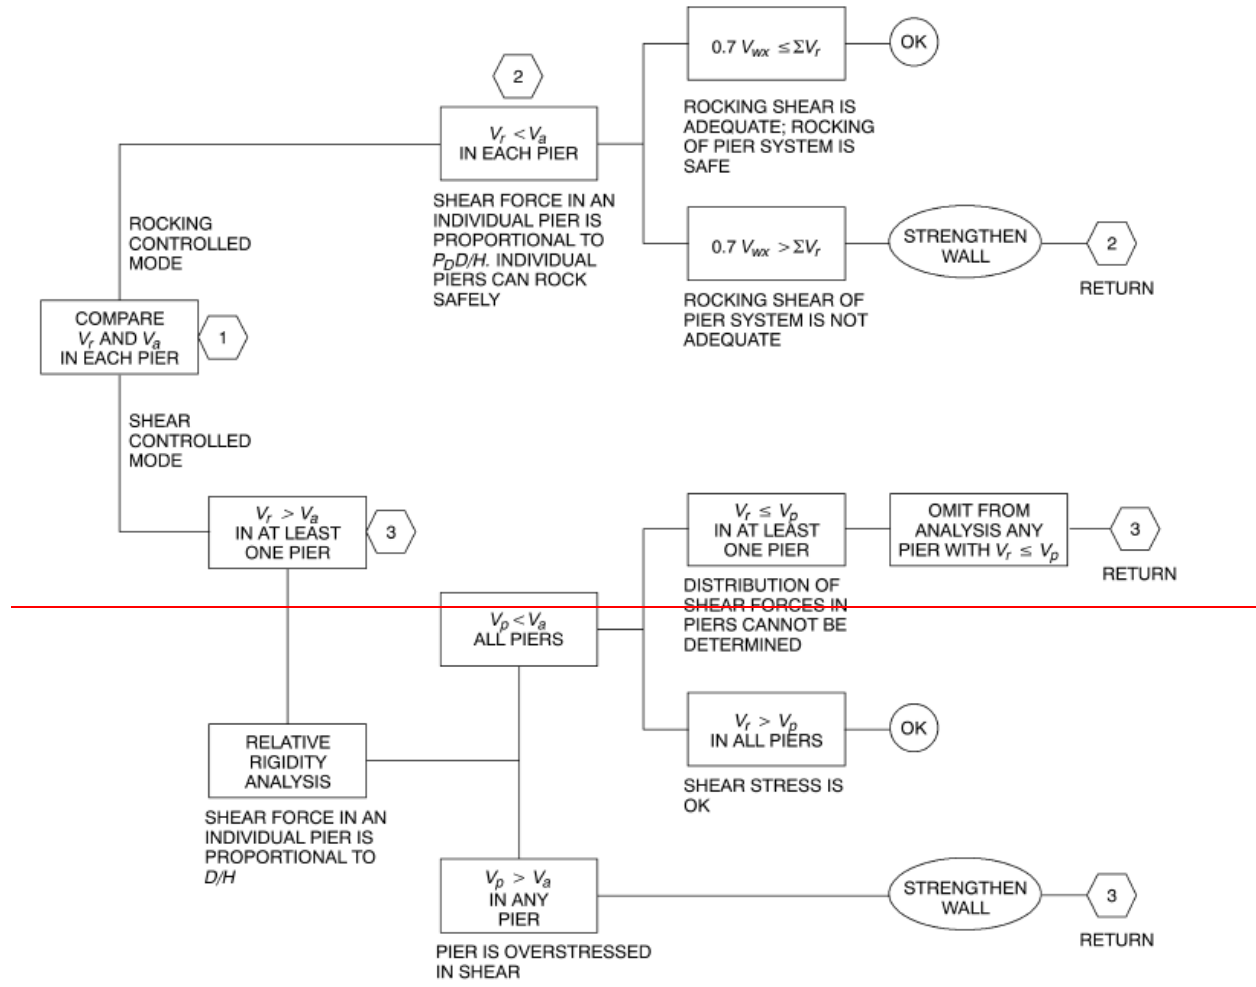 2
V_r < V_a
IN EACH PIER
SHEAR FORCE IN AN
INDIVIDUAL PIER IS
PROPORTIONAL TO
P_D D/H. INDIVIDUAL
PIERS CAN ROCK
SAFELY
0.7 V_wx ≤ ΣV_r
OK
ROCKING SHEAR IS
ADEQUATE; ROCKING
OF PIER SYSTEM IS
SAFE
0.7 V_wx > ΣV_r
STRENGTHEN
WALL
2
RETURN
ROCKING SHEAR OF
PIER SYSTEM IS NOT
ADEQUATE
ROCKING
CONTROLLED
MODE
COMPARE
V_r AND V_a
IN EACH PIER
1
SHEAR
CONTROLLED
MODE
V_r > V_a
IN AT LEAST
ONE PIER
3
V_r ≤ V_p
IN AT LEAST
ONE PIER
OMIT FROM
ANALYSIS ANY
PIER WITH V_r ≤ V_p
3
RETURN
DISTRIBUTION OF
SHEAR FORCES IN
PIERS CANNOT BE
DETERMINED
V_p < V_a
ALL PIERS
V_r > V_p
IN ALL PIERS
OK
SHEAR STRESS IS
OK
RELATIVE
RIGIDITY
ANALYSIS
SHEAR FORCE IN AN
INDIVIDUAL PIER IS
PROPORTIONAL TO
D/H
V_p > V_a
IN ANY
PIER
PIER IS OVERSTRESSED
IN SHEAR
STRENGTHEN
WALL
3
RETURN